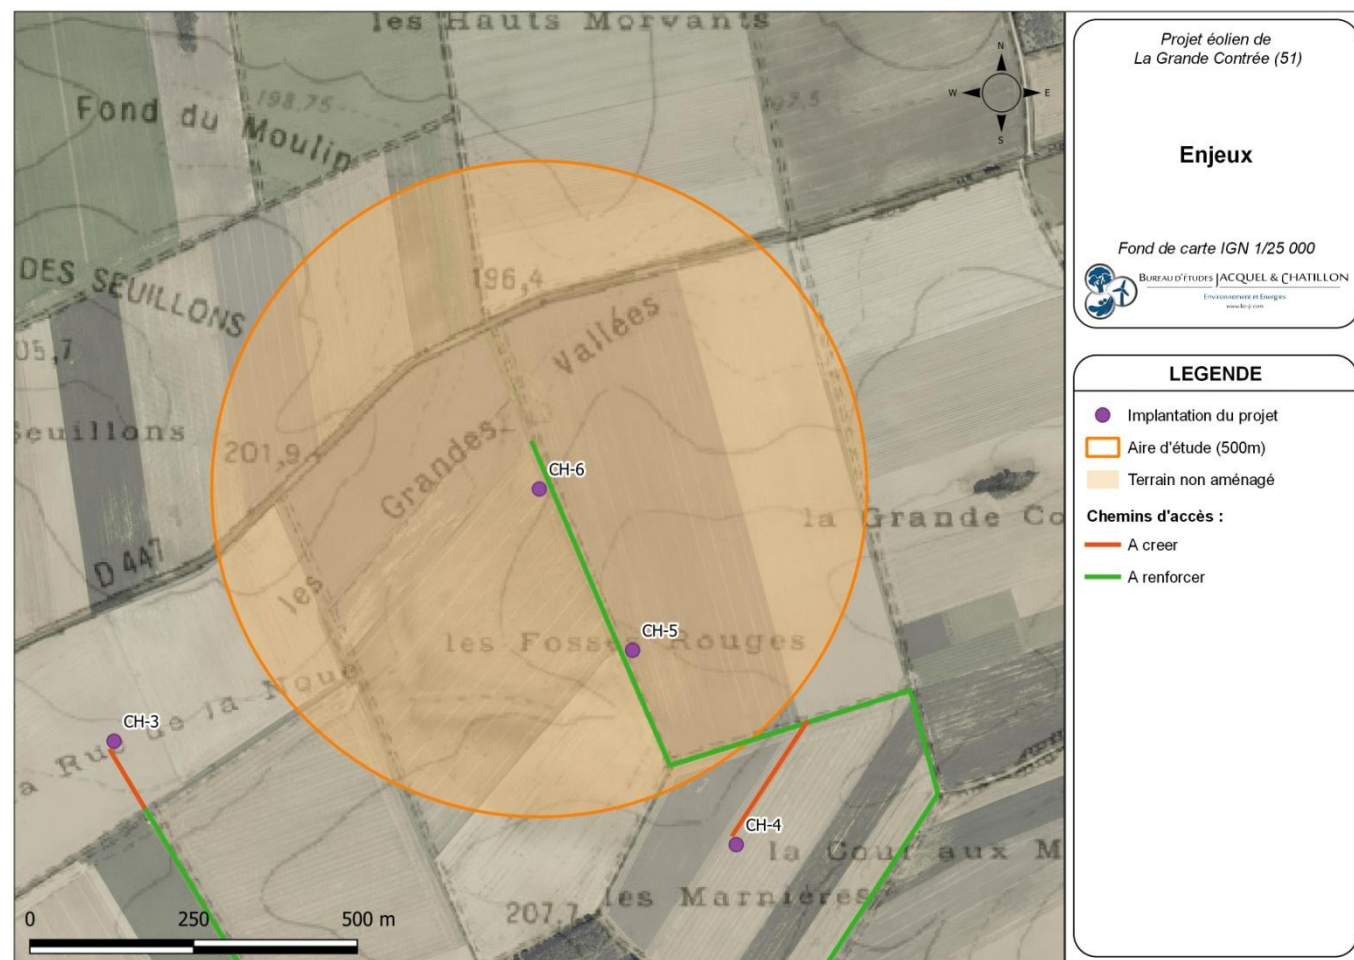 les Hauts Morvants
198,75
197,5
Fond du Moulin
DES SEUILLONS
196,4
05,7
Vallées
Seuillons
201,9
Grandes
CH-6
la Grande Co
D 447
les
les Fosses Rouges
CH-5
a Rue de la Noue
CH-3
CH-4
la Cour aux M
les Marnières
207,7
0 250 500 m
N
W E
S
Projet éolien de
La Grande Contrée (51)
Enjeux
Fond de carte IGN 1/25 000
BUREAU D'ÉTUDES JACQUEL & CHATILLON
Environnement et Energies
LEGENDE
Implantation du projet
Aire d'étude (500m)
Terrain non aménagé
Chemins d'accès :
A creer
A renforcer